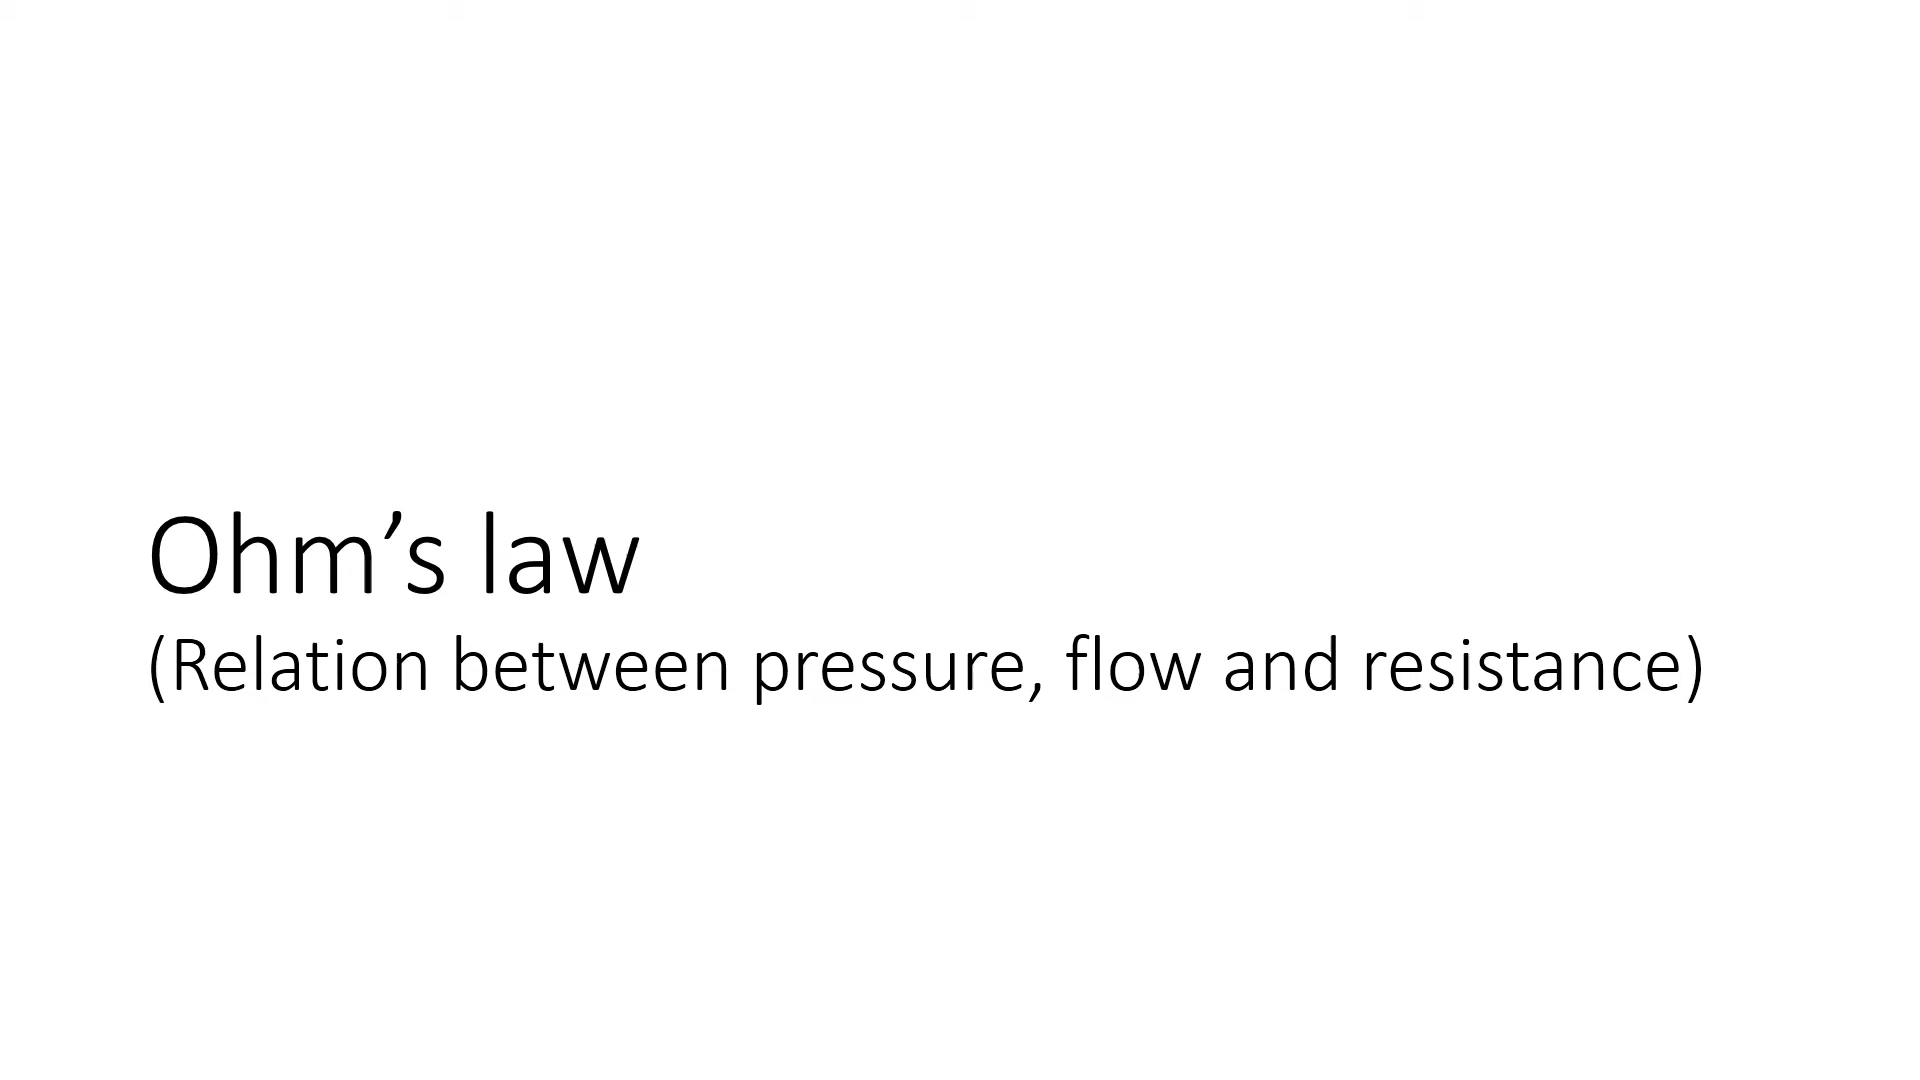 Ohm’s law
(Relation between pressure, flow and resistance)